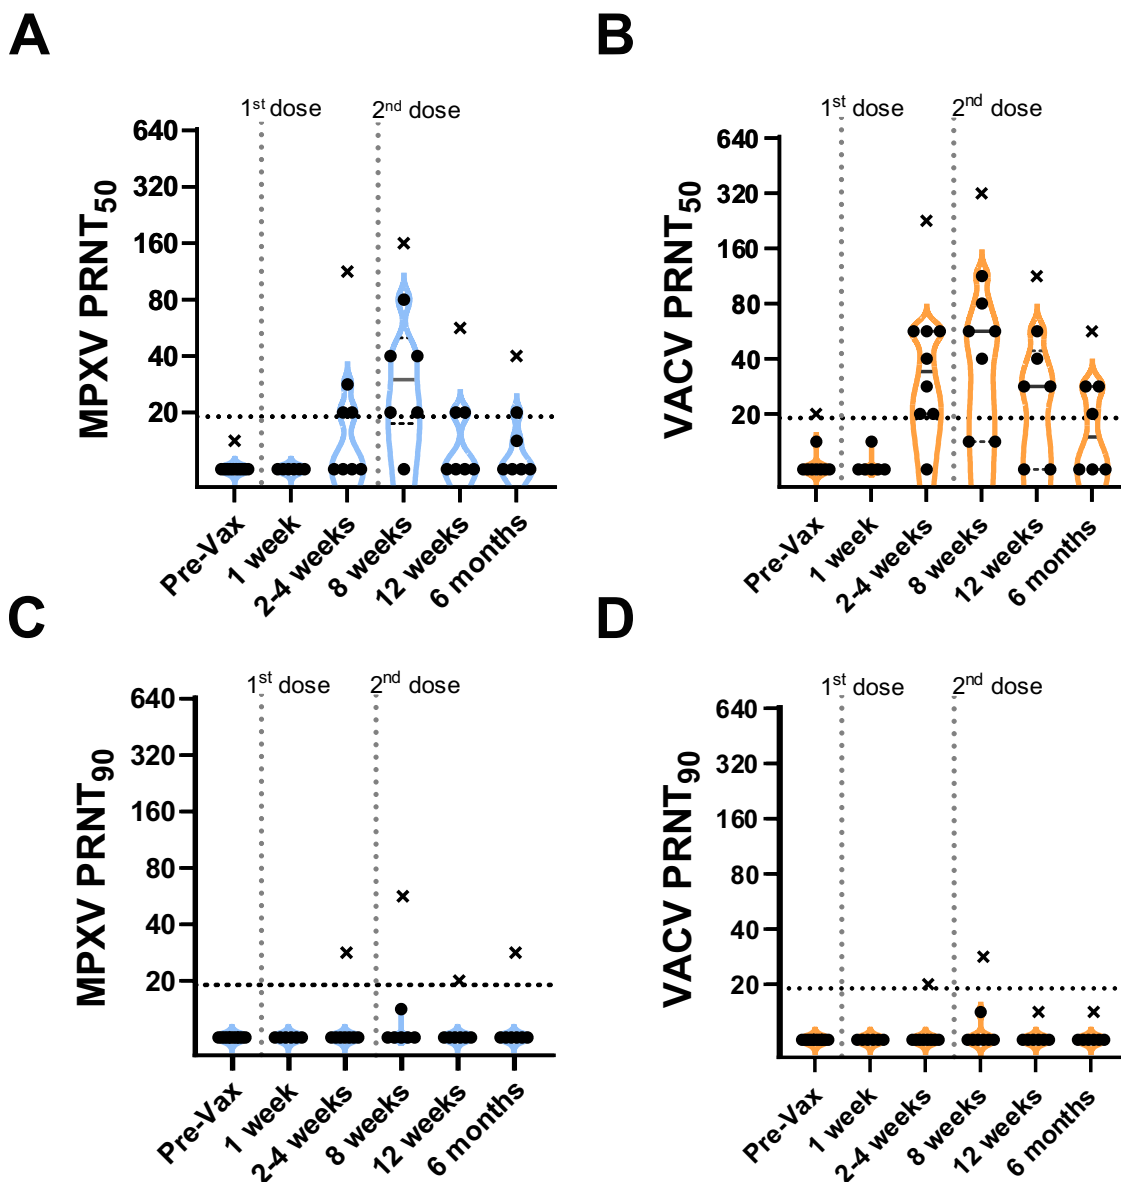 A
1st dose 2nd dose
640
320
160
80
40
20
MPXV PRNT50
Pre-Vax
1 week
2-4 weeks
8 weeks
12 weeks
6 months
B
1st dose 2nd dose
640
320
160
80
40
20
VACV PRNT50
Pre-Vax
1 week
2-4 weeks
8 weeks
12 weeks
6 months
C
1st dose 2nd dose
640
320
160
80
40
20
MPXV PRNT90
Pre-Vax
1 week
2-4 weeks
8 weeks
12 weeks
6 months
D
1st dose 2nd dose
640
320
160
80
40
20
VACV PRNT90
Pre-Vax
1 week
2-4 weeks
8 weeks
12 weeks
6 months